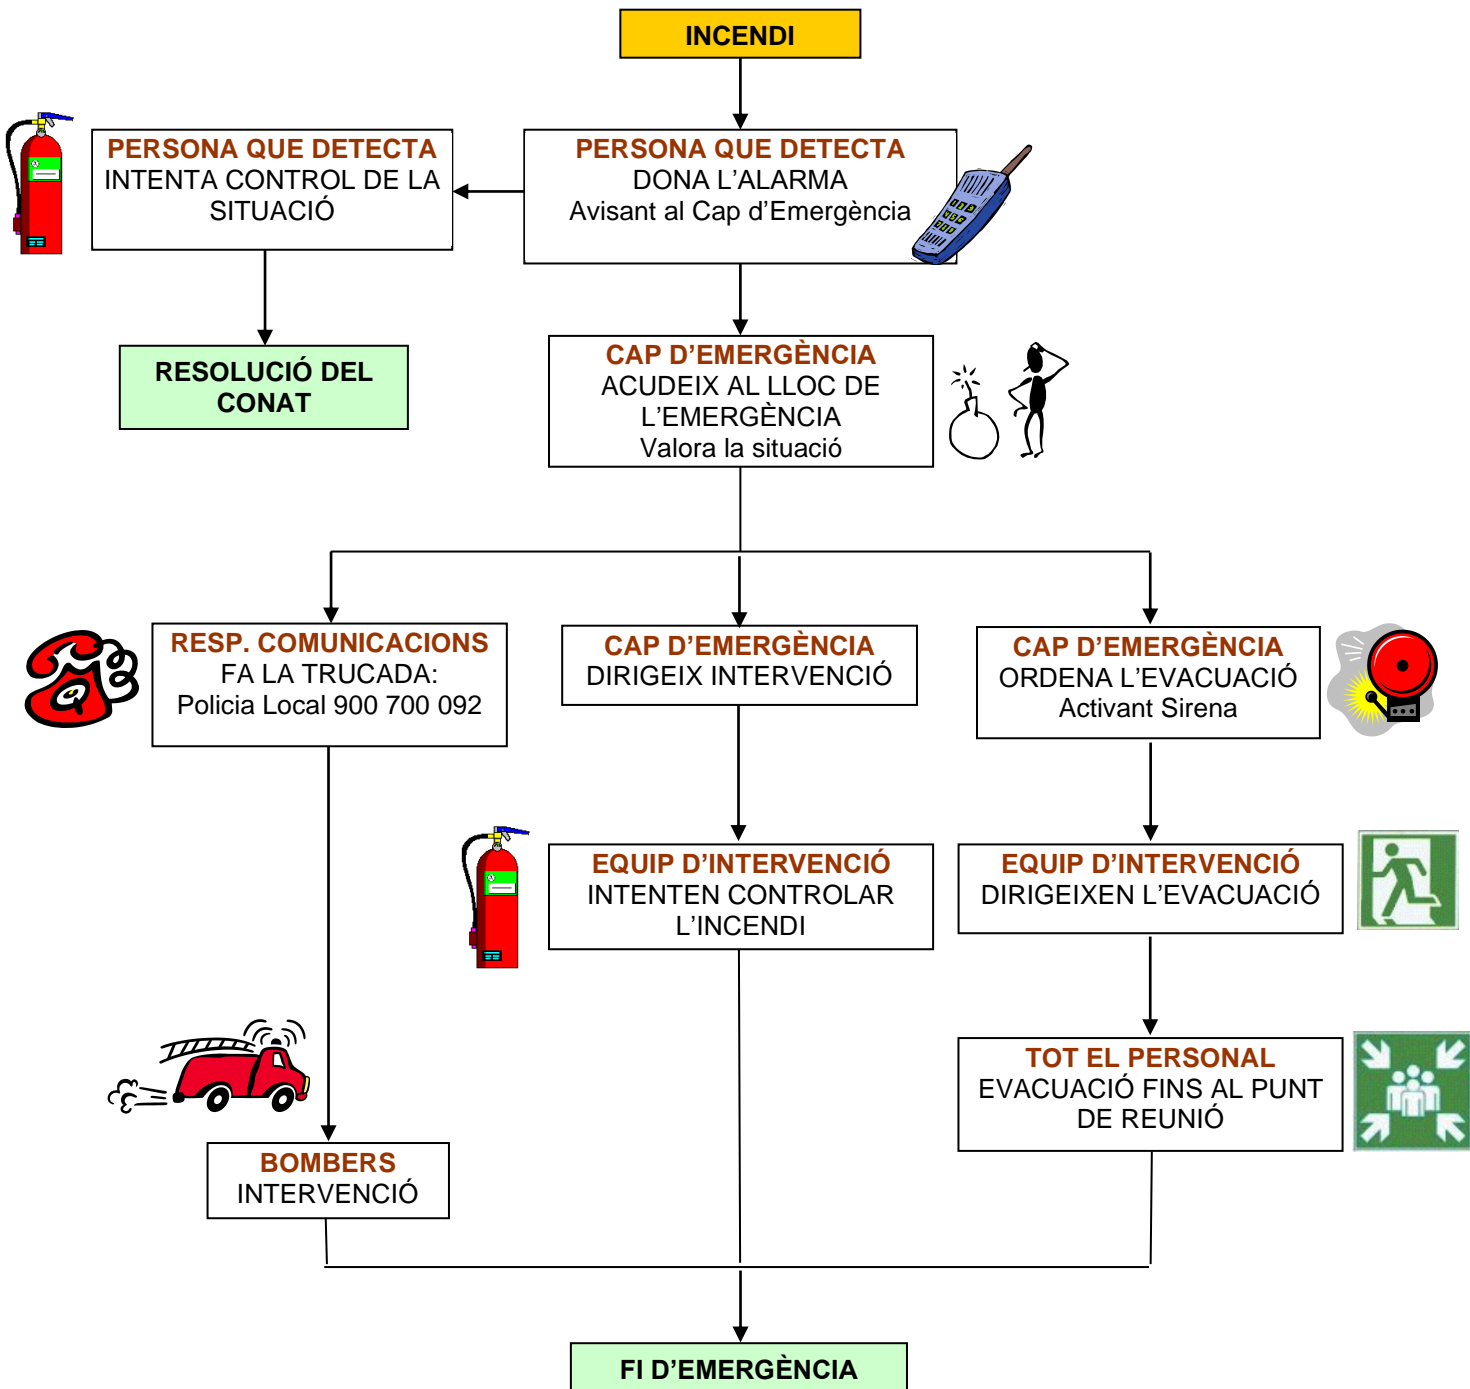 INCENDI
PERSONA QUE DETECTA
INTENTA CONTROL DE LA
SITUACIÓ
PERSONA QUE DETECTA
DONA L'ALARMA
Avisant al Cap d'Emergència
RESOLUCIÓ DEL
CONAT
CAP D'EMERGÈNCIA
ACUDEIX AL LLOC DE
L'EMERGÈNCIA
Valora la situació
RESP. COMUNICACIONS
FA LA TRUCADA:
Policia Local 900 700 092
CAP D'EMERGÈNCIA
DIRIGEIX INTERVENCIÓ
CAP D'EMERGÈNCIA
ORDENA L'EVACUACIÓ
Activant Sirena
EQUIP D'INTERVENCIÓ
INTENTEN CONTROLAR
L'INCENDI
EQUIP D'INTERVENCIÓ
DIRIGEIXEN L'EVACUACIÓ
TOT EL PERSONAL
EVACUACIÓ FINS AL PUNT
DE REUNIÓ
BOMBERS
INTERVENCIÓ
FI D'EMERGÈNCIA